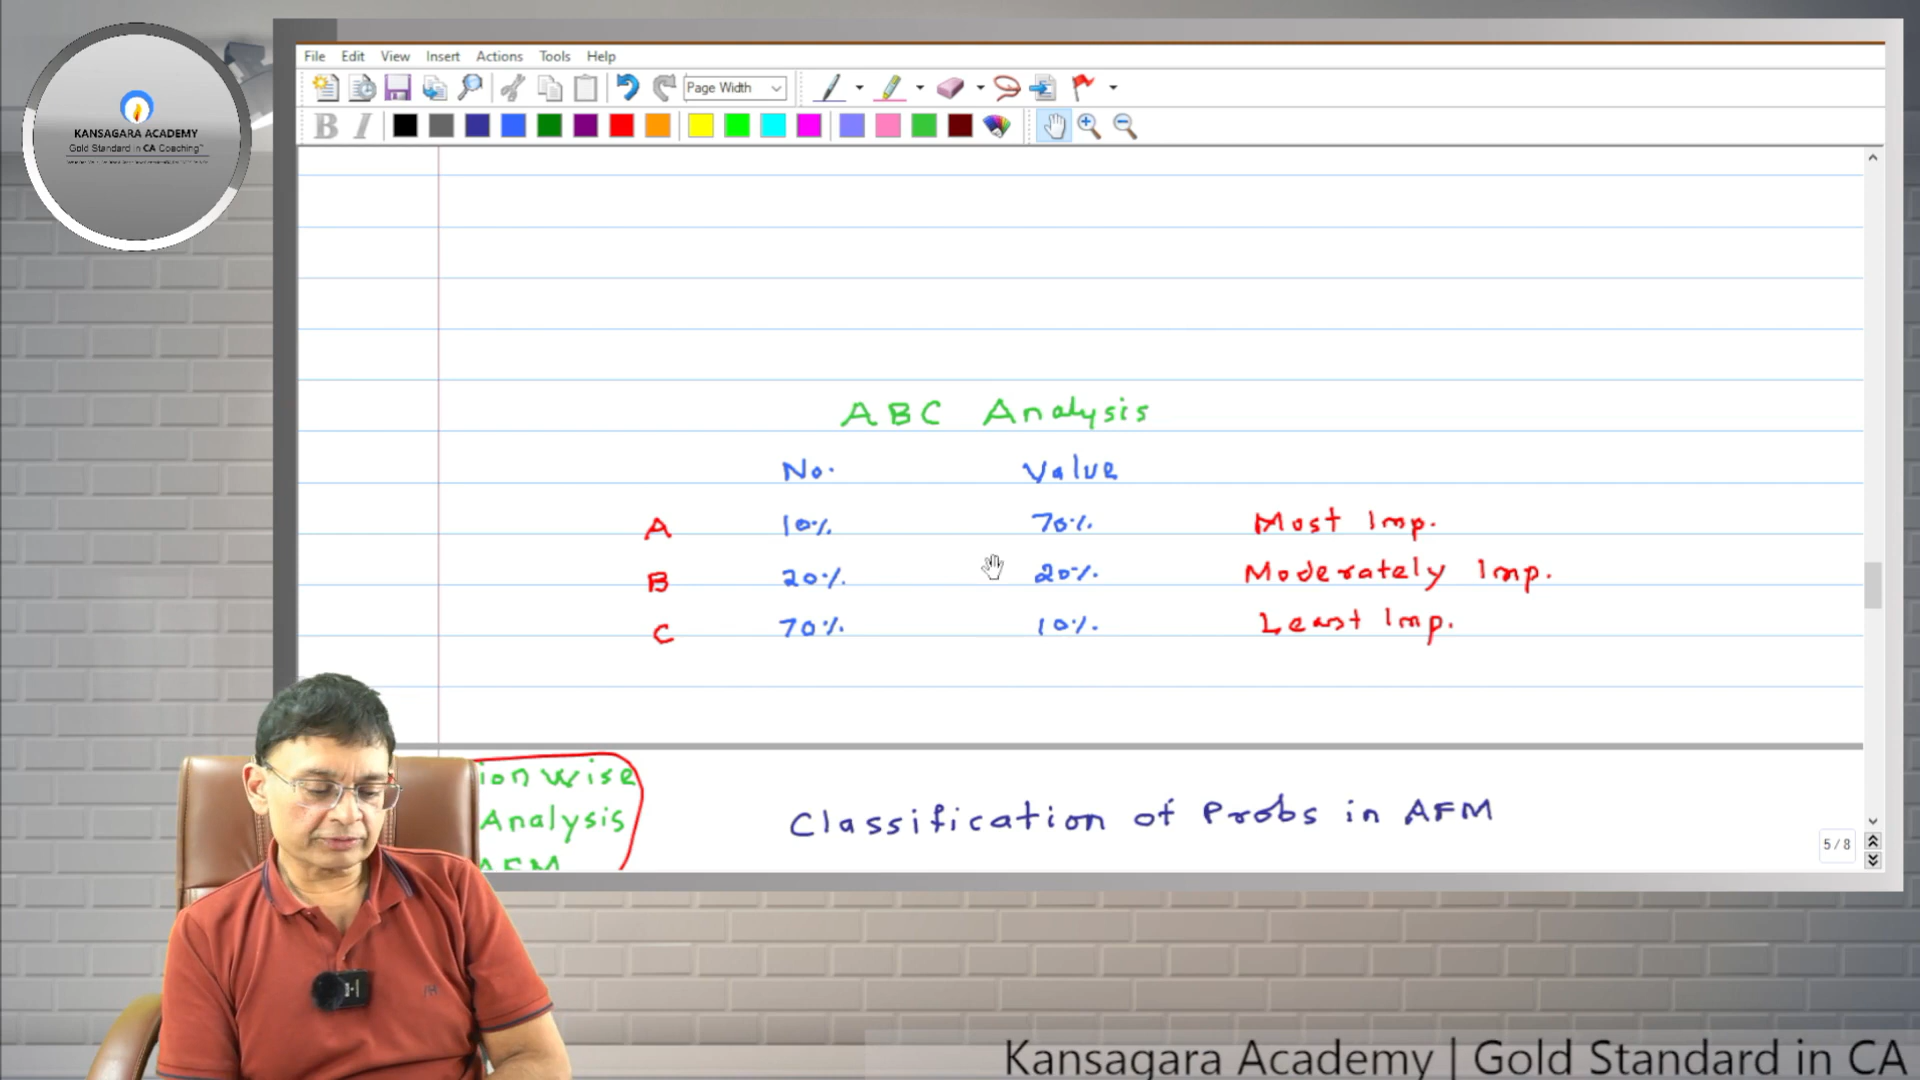 KANSAGARA ACADEMY
Gold Standard in CA Coaching™
File Edit View Insert Actions Tools Help
Page Width
B I
ABC Analysis
No. Value
A 10% 70% Most Imp.
B 20% 20% Moderately Imp.
C 70% 10% Least Imp.
ion wise
Analysis
AFM
Classification of Probs in AFM
5 / 8
Kansagara Academy | Gold Standard in CA